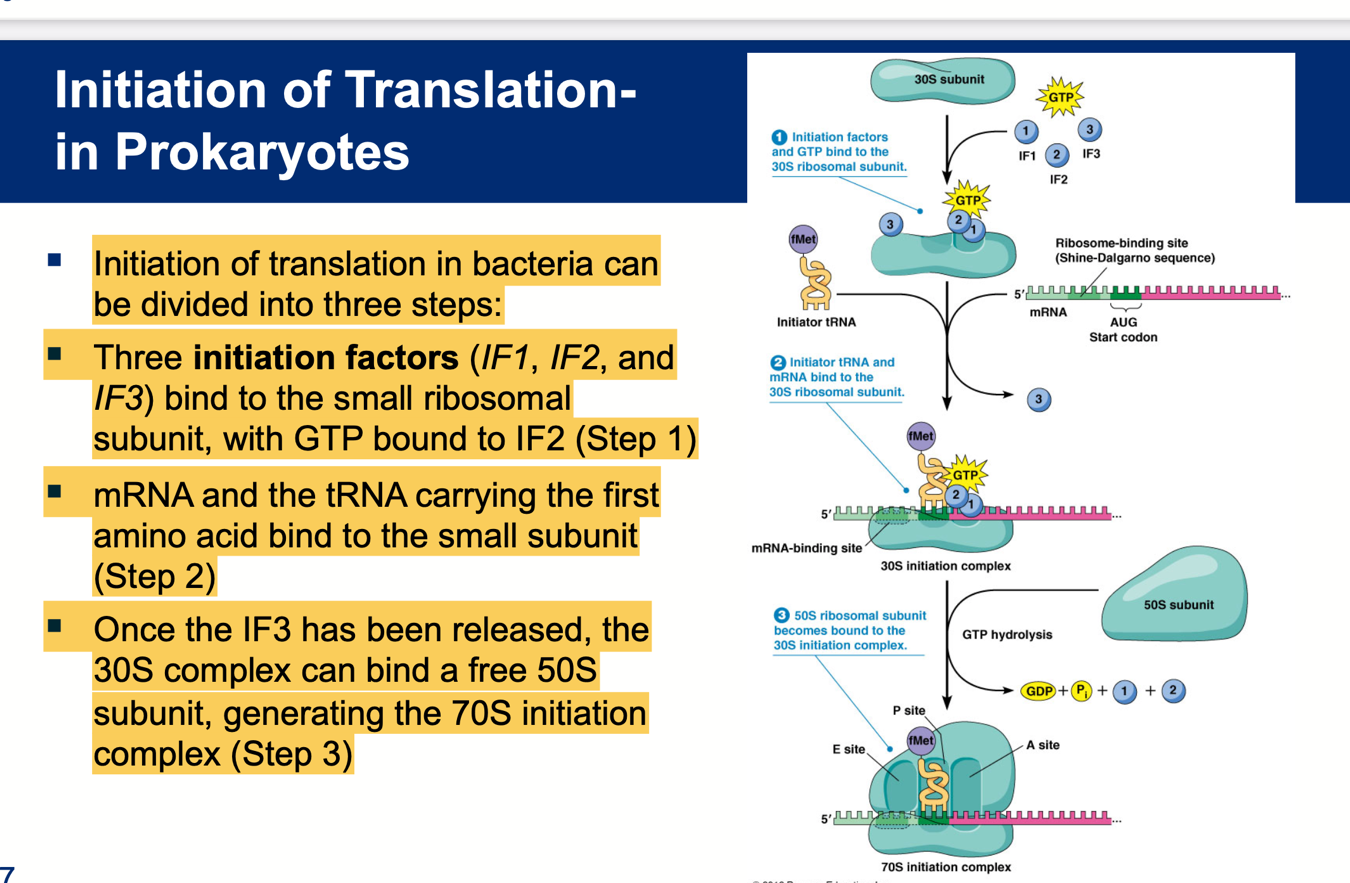 Initiation of Translation-
in Prokaryotes
▪ Initiation of translation in bacteria can
be divided into three steps:
▪ Three initiation factors (IF1, IF2, and
IF3) bind to the small ribosomal
subunit, with GTP bound to IF2 (Step 1)
▪ mRNA and the tRNA carrying the first
amino acid bind to the small subunit
(Step 2)
▪ Once the IF3 has been released, the
30S complex can bind a free 50S
subunit, generating the 70S initiation
complex (Step 3)
7
30S subunit
GTP
1 Initiation factors
and GTP bind to the
30S ribosomal subunit.
1
3
IF1
2
IF3
IF2
GTP
3
2
1
fMet
Initiator tRNA
Ribosome-binding site
(Shine-Dalgarno sequence)
5′
...
mRNA
AUG
Start codon
2 Initiator tRNA and
mRNA bind to the
30S ribosomal subunit.
3
fMet
GTP
2
1
5′
...
mRNA-binding site
30S initiation complex
50S subunit
3 50S ribosomal subunit
becomes bound to the
30S initiation complex.
GTP hydrolysis
GDP + Pi + 1 + 2
P site
fMet
E site
A site
5′
...
70S initiation complex